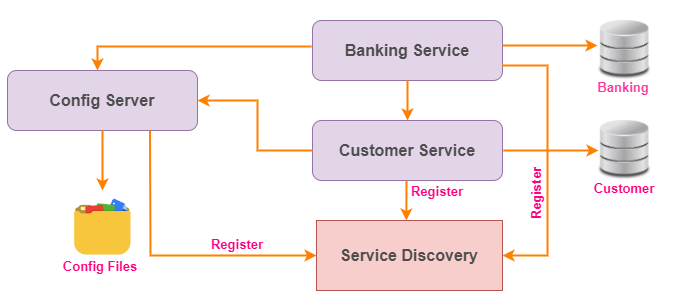 Banking Service
Banking
Config Server
Customer Service
Customer
Register
Register
Register
Service Discovery
Config Files